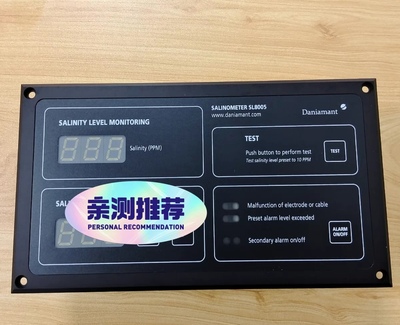 SALINITY LEVEL MONITORING
Salinity (PPM)
SALINOMETER SL8005
www.daniamant.com
Daniamant
TEST
Push button to perform test
Test salinity level preset to 10 PPM
TEST
亲测推荐
PERSONAL RECOMMENDATION
Malfunction of electrode or cable
Preset alarm level exceeded
Secondary alarm on/off
ALARM
ON/OFF